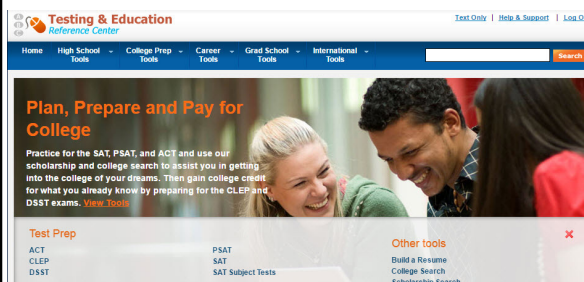 Testing & Education
Reference Center
Text Only | Help & Support | Log O
Home High School Tools College Prep Tools Career Tools Grad School Tools International Tools
Search
Plan, Prepare and Pay for
College
Practice for the SAT, PSAT, and ACT and use our
scholarship and college search to assist you in getting
into the college of your dreams. Then gain college credit
for what you already know by preparing for the CLEP and
DSST exams. View Tools
Test Prep
ACT
CLEP
DSST
PSAT
SAT
SAT Subject Tests
Other tools
Build a Resume
College Search
Scholarship Search